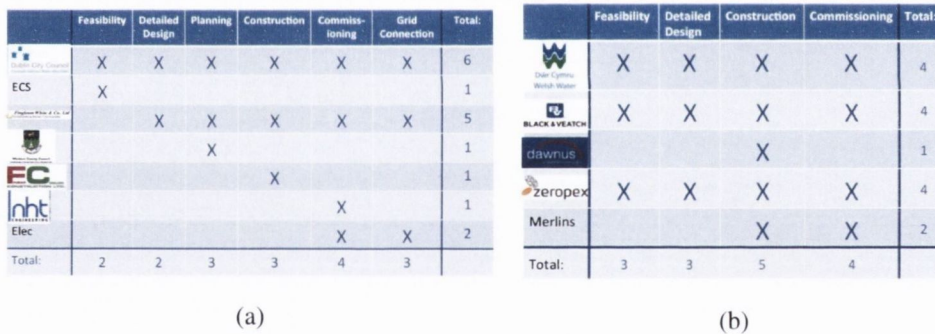 Feasibility Detailed Design Planning Construction Commiss-ioning Grid Connection Total:
Dublin City Council X X X X X X 6
ECS X 1
X X X X X 5
X 1
EC X 1
nht X 1
Elec X X 2
Total: 2 2 3 3 4 3
(a)
Feasibility Detailed Design Construction Commissioning Total:
Dŵr Cymru Welsh Water X X X X 4
BLACK & VEATCH X X X X 4
dawnus X 1
zeropex X X X X 4
Merlins X X 2
Total: 3 3 5 4
(b)